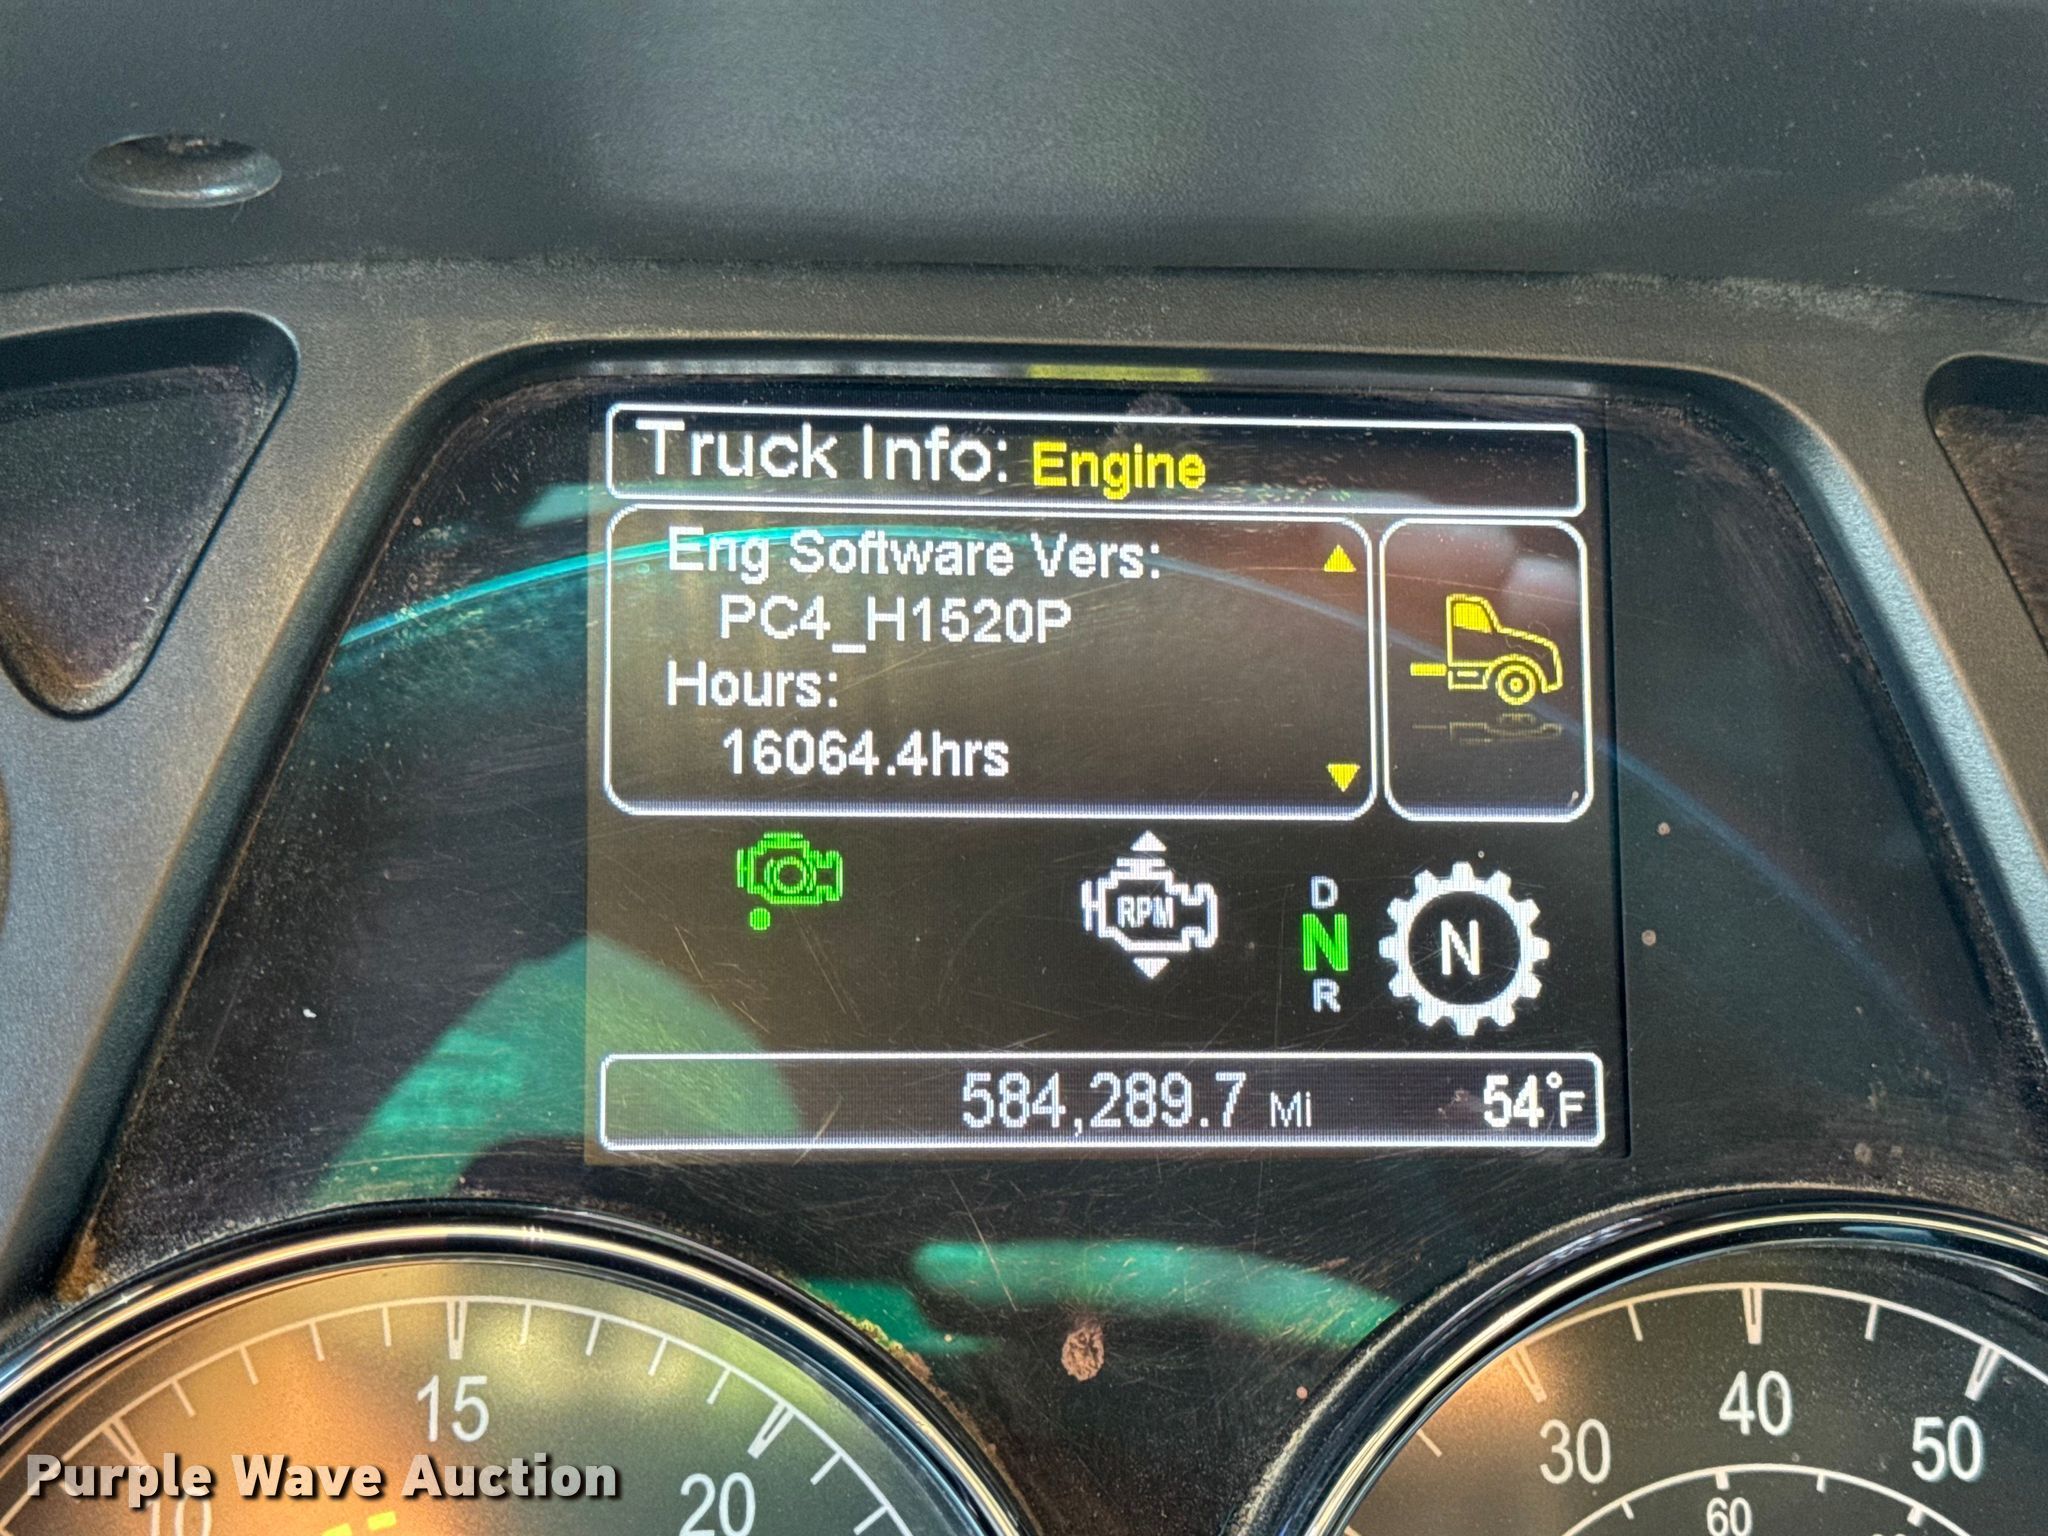 Truck Info: Engine
Eng Software Vers:
PC4_H1520P
Hours:
16064.4hrs
RPM
D
N
R
N
584,289.7 Mi 54°F
10
15
20
30
40
50
60
Purple Wave Auction